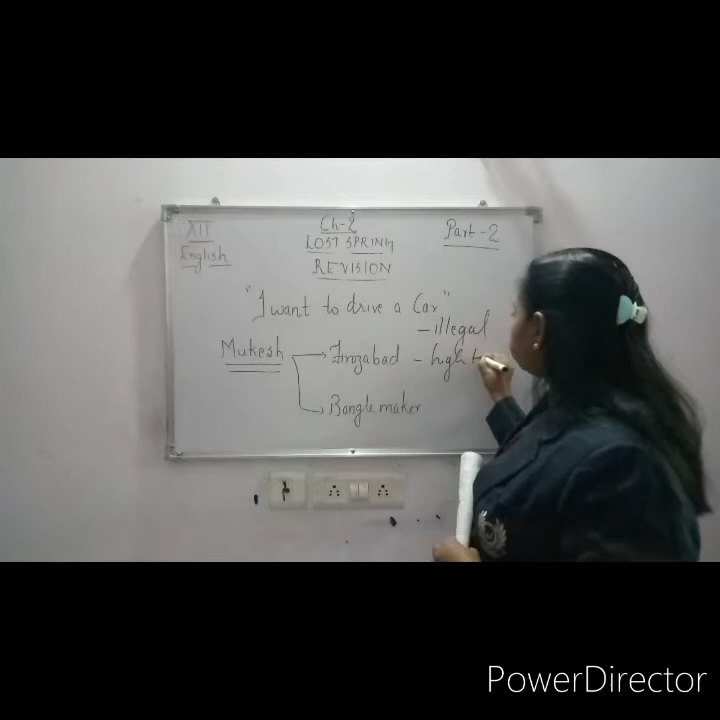 XII
English
Ch-2
LOST SPRING
REVISION
Part-2
"I want to drive a Car"
- illegal
Mukesh
Firozabad -
Bangle maker
PowerDirector